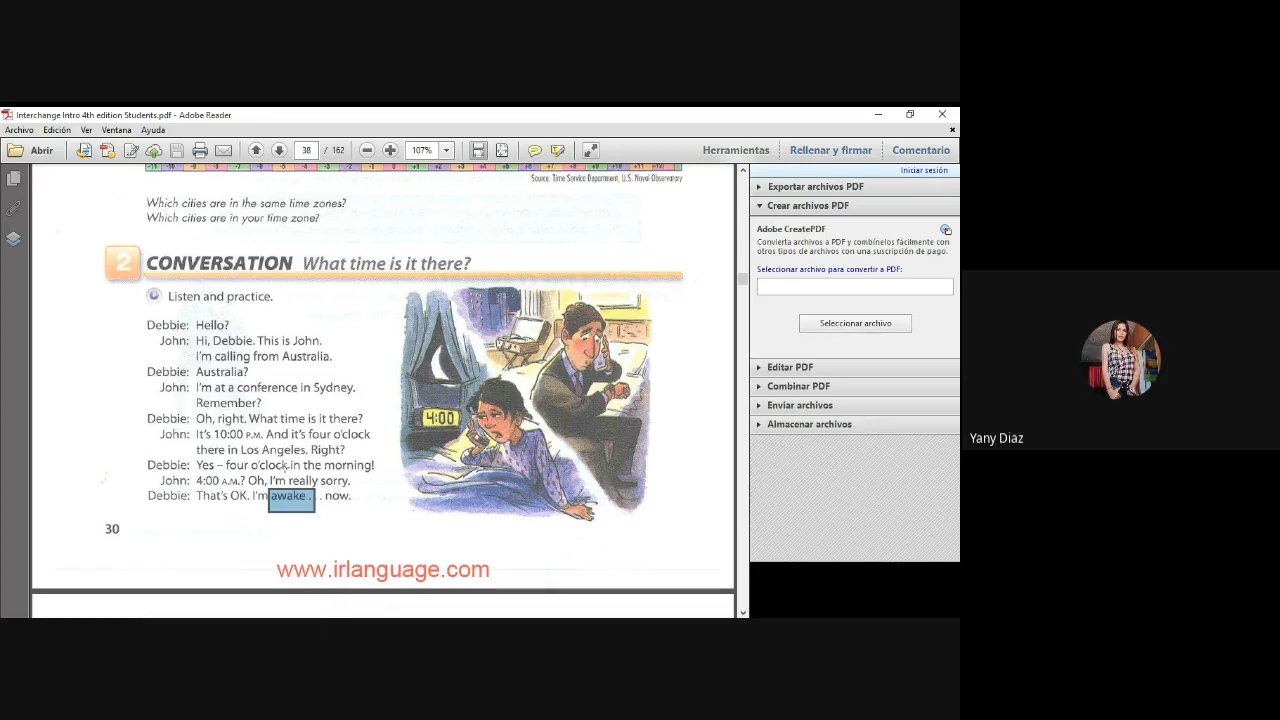 Interchange Intro 4th edition Students.pdf - Adobe Reader
Archivo Edición Ver Ventana Ayuda
Abrir 38 / 162 107% Herramientas Rellenar y firmar Comentario
Iniciar sesión
Exportar archivos PDF
Crear archivos PDF
Adobe CreatePDF
Convierta archivos a PDF y combínelos fácilmente con
otros tipos de archivos con una suscripción de pago.
Seleccionar archivo para convertir a PDF:
Seleccionar archivo
Editar PDF
Combinar PDF
Enviar archivos
Almacenar archivos
Source: Time Service Department, U.S. Naval Observatory
Which cities are in the same time zones?
Which cities are in your time zone?
2 CONVERSATION What time is it there?
Listen and practice.
Debbie: Hello?
John: Hi, Debbie. This is John.
I'm calling from Australia.
Debbie: Australia?
John: I'm at a conference in Sydney.
Remember?
Debbie: Oh, right. What time is it there?
John: It's 10:00 P.M. And it's four o'clock
there in Los Angeles. Right?
Debbie: Yes – four o'clock in the morning!
John: 4:00 A.M.? Oh, I'm really sorry.
Debbie: That's OK. I'm awake . . . now.
4:00
30
www.irlanguage.com
Yany Diaz